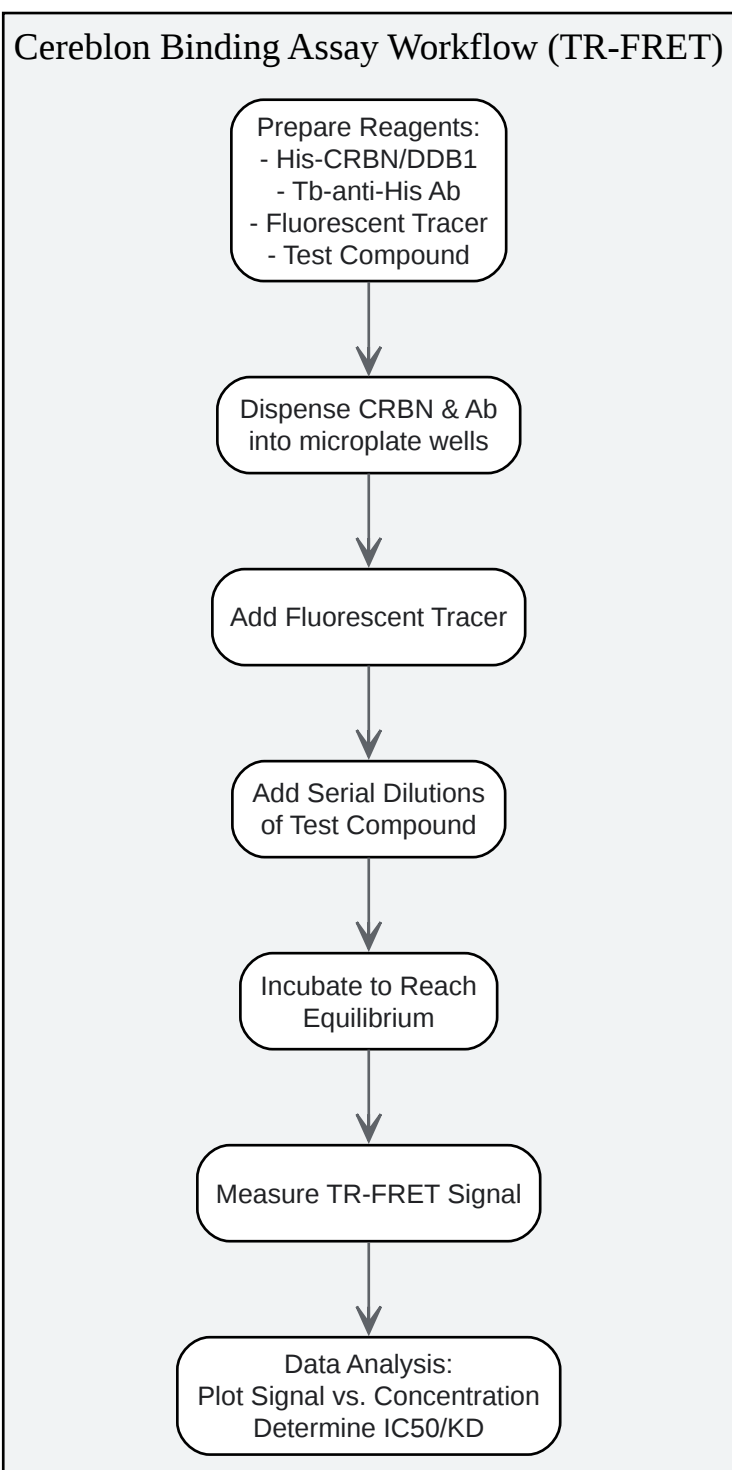 Cereblon Binding Assay Workflow (TR-FRET)
Prepare Reagents:
- His-CRBN/DDB1
- Tb-anti-His Ab
- Fluorescent Tracer
- Test Compound
Dispense CRBN & Ab
into microplate wells
Add Fluorescent Tracer
Add Serial Dilutions
of Test Compound
Incubate to Reach
Equilibrium
Measure TR-FRET Signal
Data Analysis:
Plot Signal vs. Concentration
Determine IC50/KD